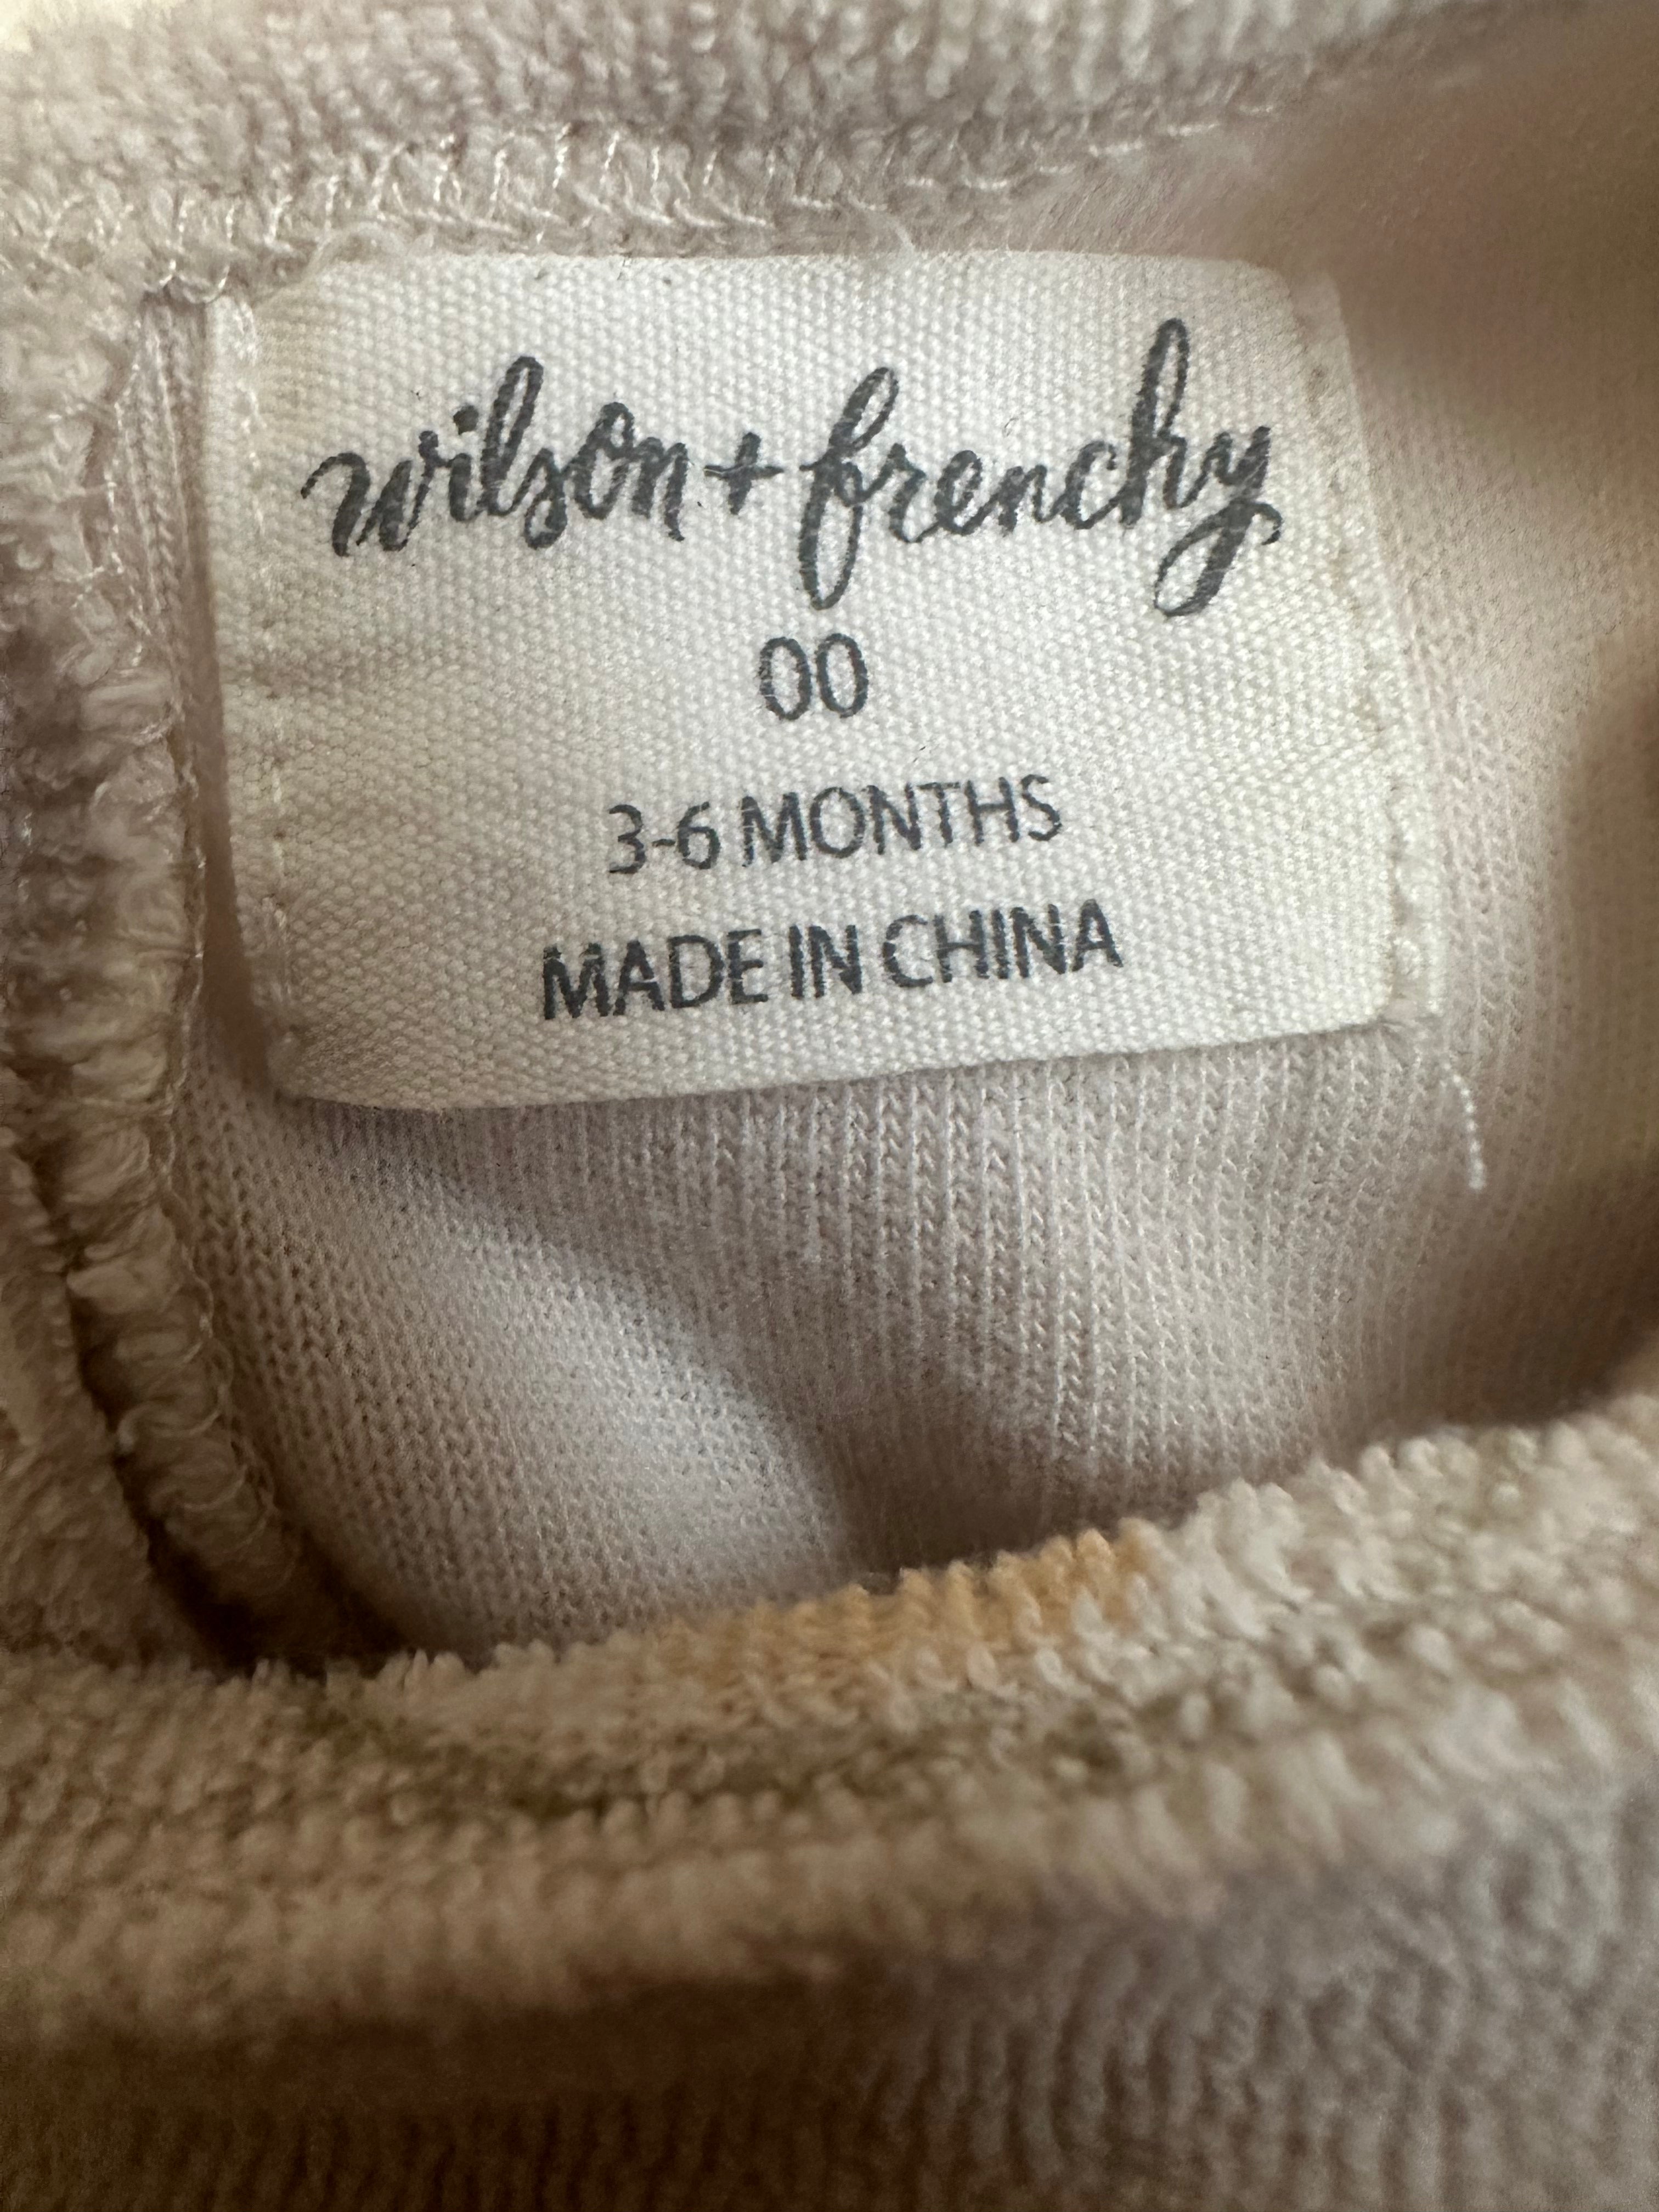 wilson + frenchy
00
3-6 MONTHS
MADE IN CHINA